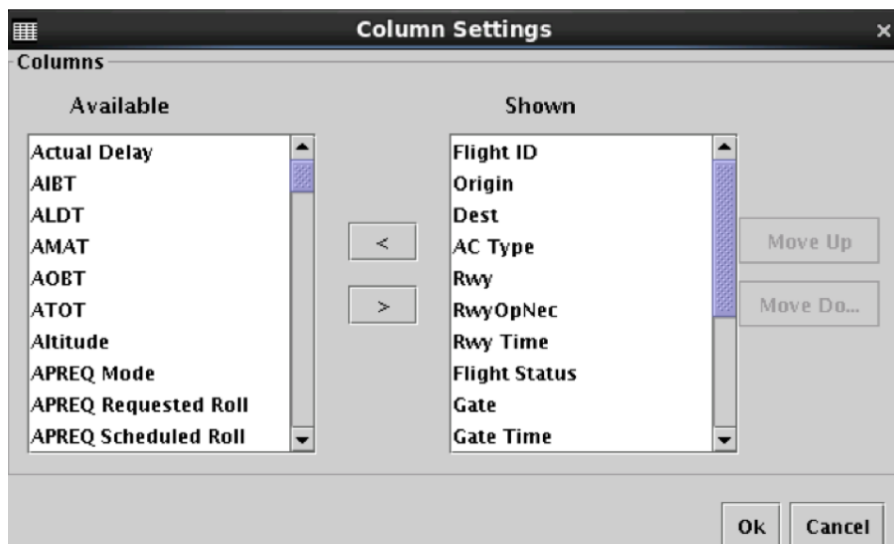 Column Settings
×
Columns
Available
Shown
Actual Delay
AIBT
ALDT
AMAT
AOBT
ATOT
Altitude
APREQ Mode
APREQ Requested Roll
APREQ Scheduled Roll
<
>
Flight ID
Origin
Dest
AC Type
Rwy
RwyOpNec
Rwy Time
Flight Status
Gate
Gate Time
Move Up
Move Do...
Ok
Cancel